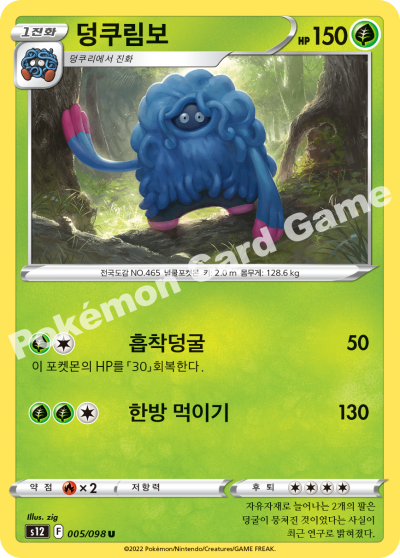 1진화
덩쿠림보
HP 150
덩쿠리에서 진화
Pokémon Card Game
전국도감 NO.465 넝쿨포켓몬 키: 2.0 m 몸무게: 128.6 kg
흡착덩굴 50
이 포켓몬의 HP를 「30」 회복한다.
한방 먹이기 130
약점 ×2 저항력 후퇴
Illus. zig
s12 F 005/098 U
자유자재로 늘어나는 2개의 팔은
덩굴이 뭉쳐진 것이었다는 사실이
최근 연구로 밝혀졌다.
©2022 Pokémon/Nintendo/Creatures/GAME FREAK.